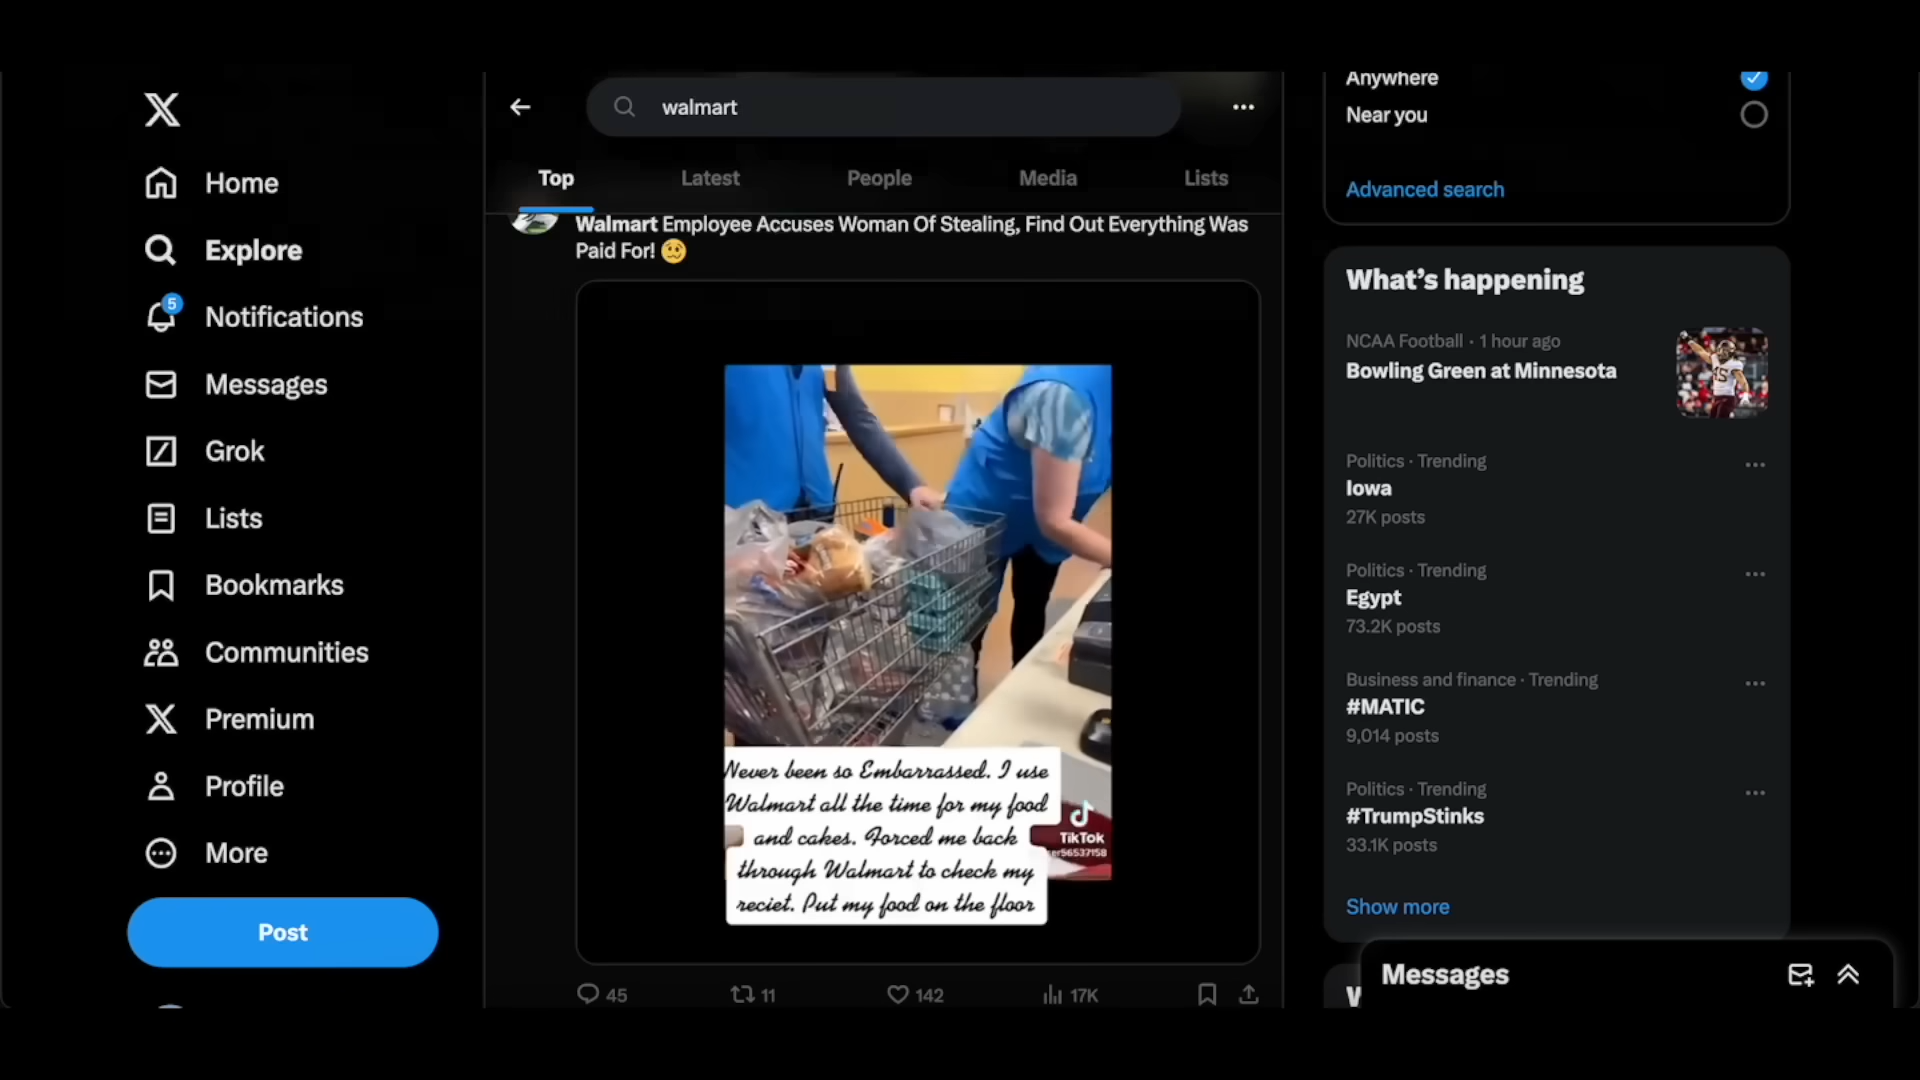 Home
Explore
5
Notifications
Messages
Grok
Lists
Bookmarks
Communities
Premium
Profile
More
Post
walmart
Top
Latest
People
Media
Lists
Walmart Employee Accuses Woman Of Stealing, Find Out Everything Was
Paid For!
Never been so Embarrassed. I use
Walmart all the time for my food
and cakes. Forced me back
through Walmart to check my
reciet. Put my food on the floor
TikTok
er56537158
45
11
142
17K
Anywhere
Near you
Advanced search
What's happening
NCAA Football · 1 hour ago
Bowling Green at Minnesota
Politics · Trending
Iowa
27K posts
Politics · Trending
Egypt
73.2K posts
Business and finance · Trending
#MATIC
9,014 posts
Politics · Trending
#TrumpStinks
33.1K posts
Show more
Messages